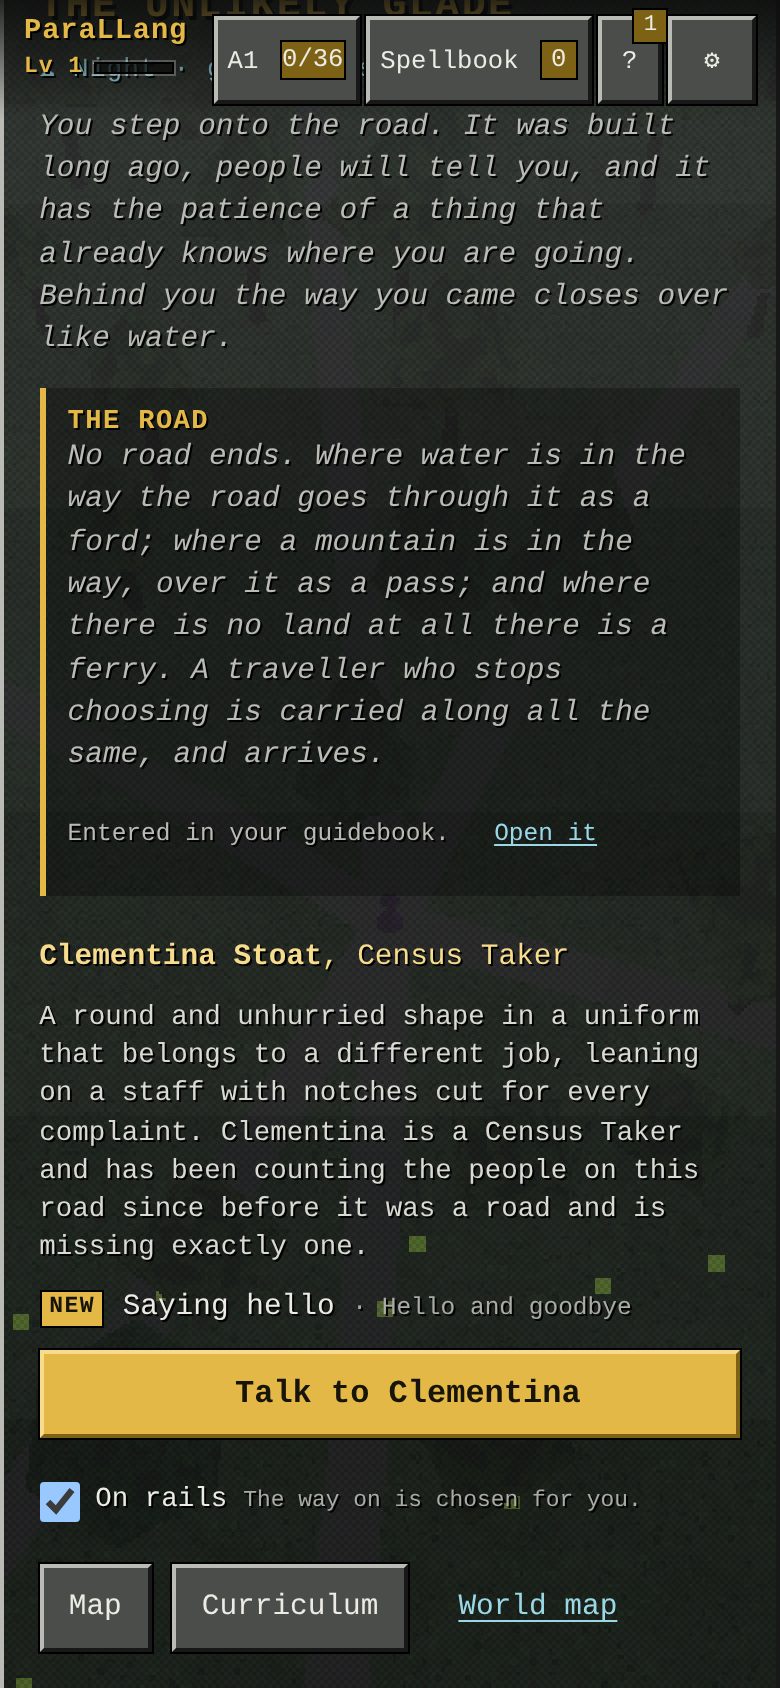 THE UNLIKELY GLADE
ParaLLang
Lv 1
Night ·
A1 0/36
Spellbook 0
? 1
⚙
You step onto the road. It was built
long ago, people will tell you, and it
has the patience of a thing that
already knows where you are going.
Behind you the way you came closes over
like water.
THE ROAD
No road ends. Where water is in the
way the road goes through it as a
ford; where a mountain is in the
way, over it as a pass; and where
there is no land at all there is a
ferry. A traveller who stops
choosing is carried along all the
same, and arrives.
Entered in your guidebook. Open it
Clementina Stoat, Census Taker
A round and unhurried shape in a uniform
that belongs to a different job, leaning
on a staff with notches cut for every
complaint. Clementina is a Census Taker
and has been counting the people on this
road since before it was a road and is
missing exactly one.
NEW Saying hello · Hello and goodbye
Talk to Clementina
On rails The way on is chosen for you.
Map
Curriculum
World map